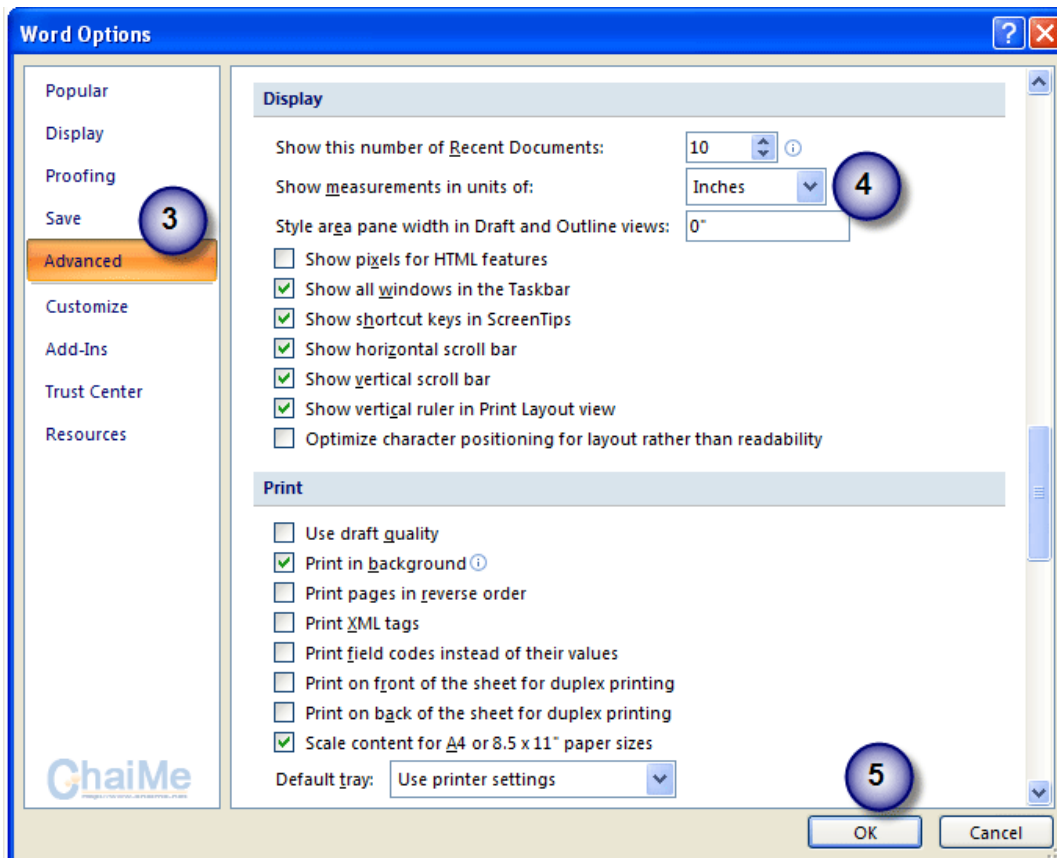 Word Options
Popular
Display
Proofing
Save
3
Advanced
Customize
Add-Ins
Trust Center
Resources
ChaiMe
Display
Show this number of Recent Documents: 10
Show measurements in units of: Inches 4
Style area pane width in Draft and Outline views: 0"
Show pixels for HTML features
Show all windows in the Taskbar
Show shortcut keys in ScreenTips
Show horizontal scroll bar
Show vertical scroll bar
Show vertical ruler in Print Layout view
Optimize character positioning for layout rather than readability
Print
Use draft quality
Print in background
Print pages in reverse order
Print XML tags
Print field codes instead of their values
Print on front of the sheet for duplex printing
Print on back of the sheet for duplex printing
Scale content for A4 or 8.5 x 11" paper sizes
Default tray: Use printer settings
5
OK Cancel